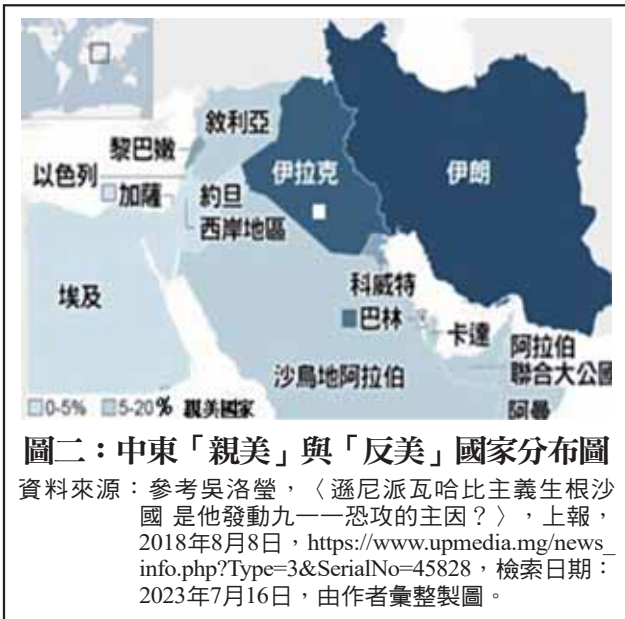 敘利亞
黎巴嫩
以色列
伊拉克
伊朗
加薩
約旦
西岸地區
埃及
科威特
巴林
卡達
沙烏地阿拉伯
阿拉伯
聯合大公國
阿曼
0-5% 5-20% 親美國家
圖二：中東「親美」與「反美」國家分布圖
資料來源：參考吳洛瑩，〈遜尼派瓦哈比主義生根沙
國 是他發動九一一恐攻的主因？〉，上報，
2018年8月8日，https://www.upmedia.mg/news_
info.php?Type=3&SerialNo=45828，檢索日期：
2023年7月16日，由作者彙整製圖。